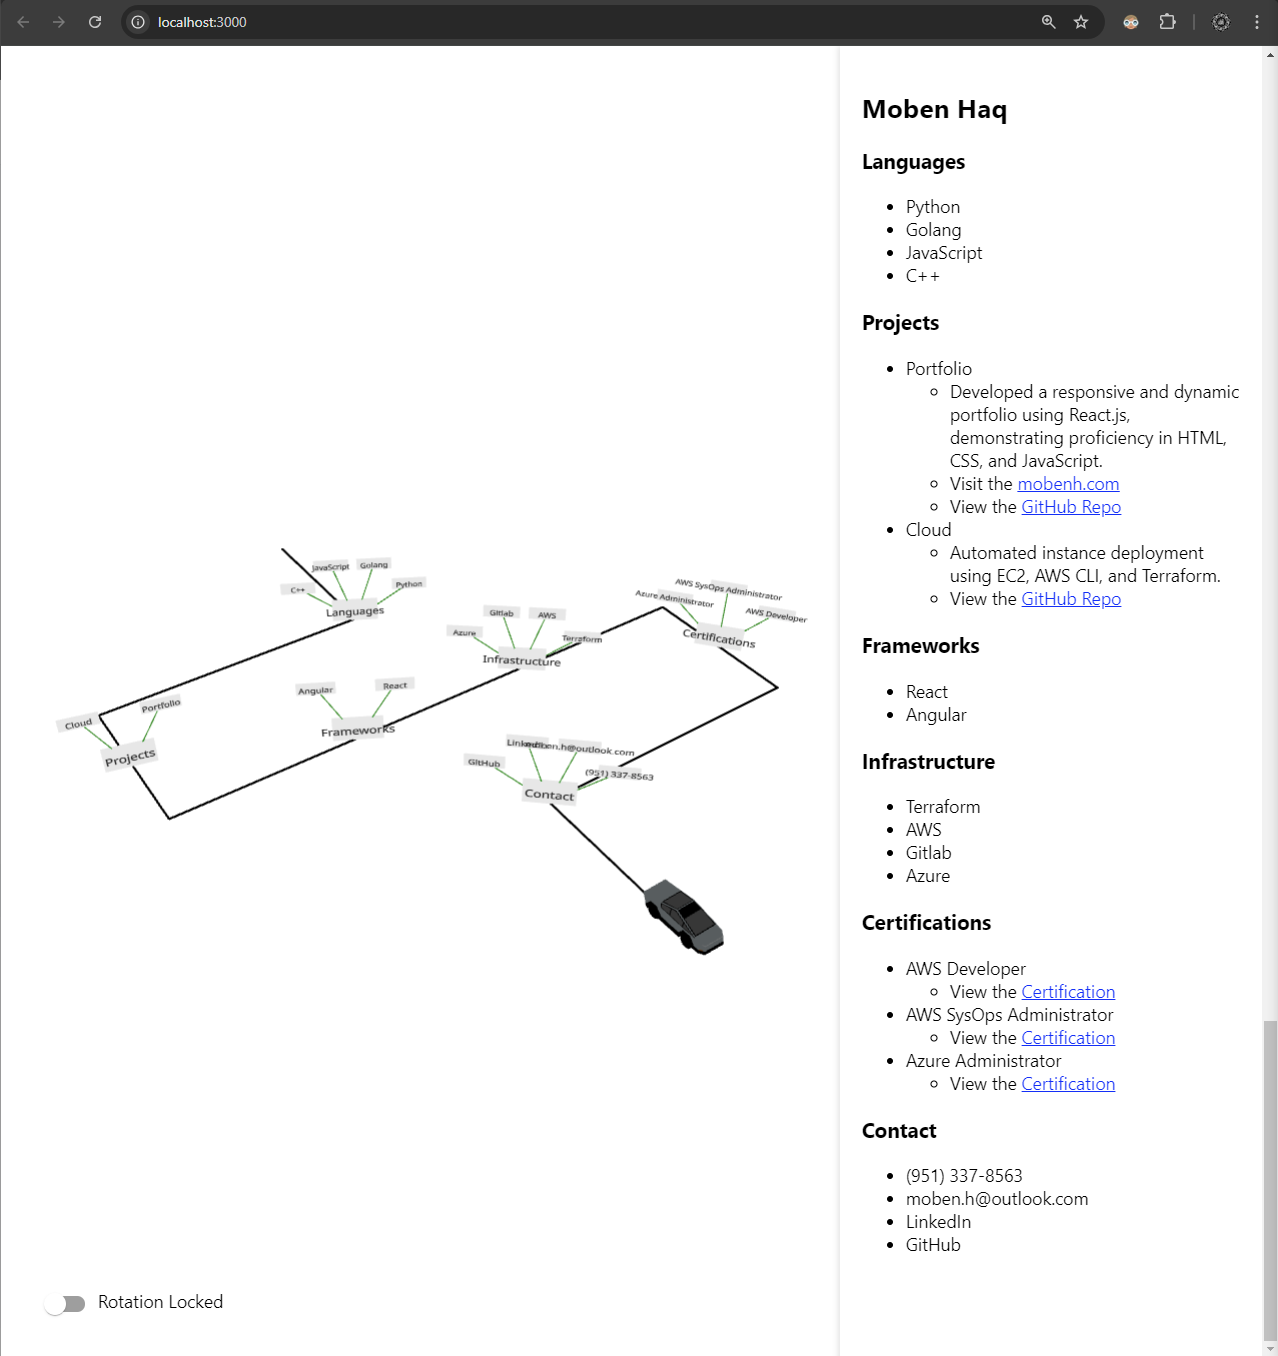 localhost:3000
JavaScript
Golang
C++
Python
Languages
AWS SysOps Administrator
Azure Administrator
AWS Developer
Certifications
Gitlab
AWS
Azure
Terraform
Infrastructure
Angular
React
Frameworks
Cloud
Portfolio
Projects
LinkedIn
moben.h@outlook.com
GitHub
(951) 337-8563
Contact
Rotation Locked
Moben Haq
Languages
Python
Golang
JavaScript
C++
Projects
Portfolio
Developed a responsive and dynamic
portfolio using React.js,
demonstrating proficiency in HTML,
CSS, and JavaScript.
Visit the mobenh.com
View the GitHub Repo
Cloud
Automated instance deployment
using EC2, AWS CLI, and Terraform.
View the GitHub Repo
Frameworks
React
Angular
Infrastructure
Terraform
AWS
Gitlab
Azure
Certifications
AWS Developer
View the Certification
AWS SysOps Administrator
View the Certification
Azure Administrator
View the Certification
Contact
(951) 337-8563
moben.h@outlook.com
LinkedIn
GitHub